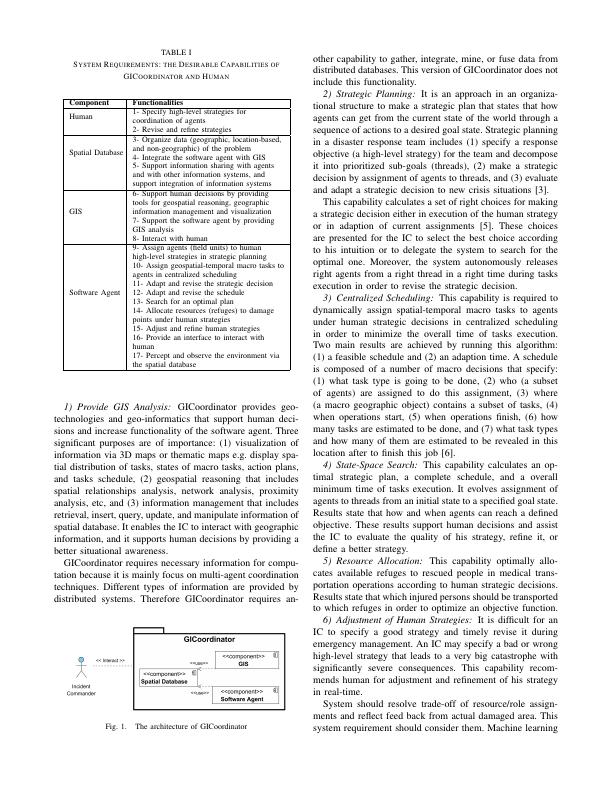 TABLE I
SYSTEM REQUIREMENTS: THE DESIRABLE CAPABILITIES OF
GICOORDINATOR AND HUMAN
Component Functionalities
Human
1- Specify high-level strategies for
coordination of agents
2- Revise and refine strategies
Spatial Database
3- Organize data (geographic, location-based,
and non-geographic) of the problem
4- Integrate the software agent with GIS
5- Support information sharing with agents
and with other information systems, and
support integration of information systems
GIS
6- Support human decisions by providing
tools for geospatial reasoning, geographic
information management and visualization
7- Support the software agent by providing
GIS analysis
8- Interact with human
Software Agent
9- Assign agents (field units) to human
high-level strategies in strategic planning
10- Assign geospatial-temporal macro tasks to
agents in centralized scheduling
11- Adapt and revise the strategic decision
12- Adapt and revise the schedule
13- Search for an optimal plan
14- Allocate resources (refuges) to damage
points under human strategies
15- Adjust and refine human strategies
16- Provide an interface to interact with
human
17- Percept and observe the environment via
the spatial database
1) Provide GIS Analysis: GICoordinator provides geo-
technologies and geo-informatics that support human deci-
sions and increase functionality of the software agent. Three
significant purposes are of importance: (1) visualization of
information via 3D maps or thematic maps e.g. display spa-
tial distribution of tasks, states of macro tasks, action plans,
and tasks schedule, (2) geospatial reasoning that includes
spatial relationships analysis, network analysis, proximity
analysis, etc, and (3) information management that includes
retrieval, insert, query, update, and manipulate information of
spatial database. It enables the IC to interact with geographic
information, and it supports human decisions by providing a
better situational awareness.
GICoordinator requires necessary information for compu-
tation because it is mainly focus on multi-agent coordination
techniques. Different types of information are provided by
distributed systems. Therefore GICoordinator requires an-
GICoordinator
<< Interact >>
Incident
Commander
<<component>>
GIS
<<use>>
<<component>>
Spatial Database
<<use>>
<<component>>
Software Agent
Fig. 1. The architecture of GICoordinator
other capability to gather, integrate, mine, or fuse data from
distributed databases. This version of GICoordinator does not
include this functionality.
2) Strategic Planning: It is an approach in an organiza-
tional structure to make a strategic plan that states that how
agents can get from the current state of the world through a
sequence of actions to a desired goal state. Strategic planning
in a disaster response team includes (1) specify a response
objective (a high-level strategy) for the team and decompose
it into prioritized sub-goals (threads), (2) make a strategic
decision by assignment of agents to threads, and (3) evaluate
and adapt a strategic decision to new crisis situations [3].
This capability calculates a set of right choices for making
a strategic decision either in execution of the human strategy
or in adaption of current assignments [5]. These choices
are presented for the IC to select the best choice according
to his intuition or to delegate the system to search for the
optimal one. Moreover, the system autonomously releases
right agents from a right thread in a right time during tasks
execution in order to revise the strategic decision.
3) Centralized Scheduling: This capability is required to
dynamically assign spatial-temporal macro tasks to agents
under human strategic decisions in centralized scheduling
in order to minimize the overall time of tasks execution.
Two main results are achieved by running this algorithm:
(1) a feasible schedule and (2) an adaption time. A schedule
is composed of a number of macro decisions that specify:
(1) what task type is going to be done, (2) who (a subset
of agents) are assigned to do this assignment, (3) where
(a macro geographic object) contains a subset of tasks, (4)
when operations start, (5) when operations finish, (6) how
many tasks are estimated to be done, and (7) what task types
and how many of them are estimated to be revealed in this
location after to finish this job [6].
4) State-Space Search: This capability calculates an op-
timal strategic plan, a complete schedule, and a overall
minimum time of tasks execution. It evolves assignment of
agents to threads from an initial state to a specified goal state.
Results state that how and when agents can reach a defined
objective. These results support human decisions and assist
the IC to evaluate the quality of his strategy, refine it, or
define a better strategy.
5) Resource Allocation: This capability optimally allo-
cates available refuges to rescued people in medical trans-
portation operations according to human strategic decisions.
Results state that which injured persons should be transported
to which refuges in order to optimize an objective function.
6) Adjustment of Human Strategies: It is difficult for an
IC to specify a good strategy and timely revise it during
emergency management. An IC may specify a bad or wrong
high-level strategy that leads to a very big catastrophe with
significantly severe consequences. This capability recom-
mends human for adjustment and refinement of his strategy
in real-time.
System should resolve trade-off of resource/role assign-
ments and reflect feed back from actual damaged area. This
system requirement should consider them. Machine learning